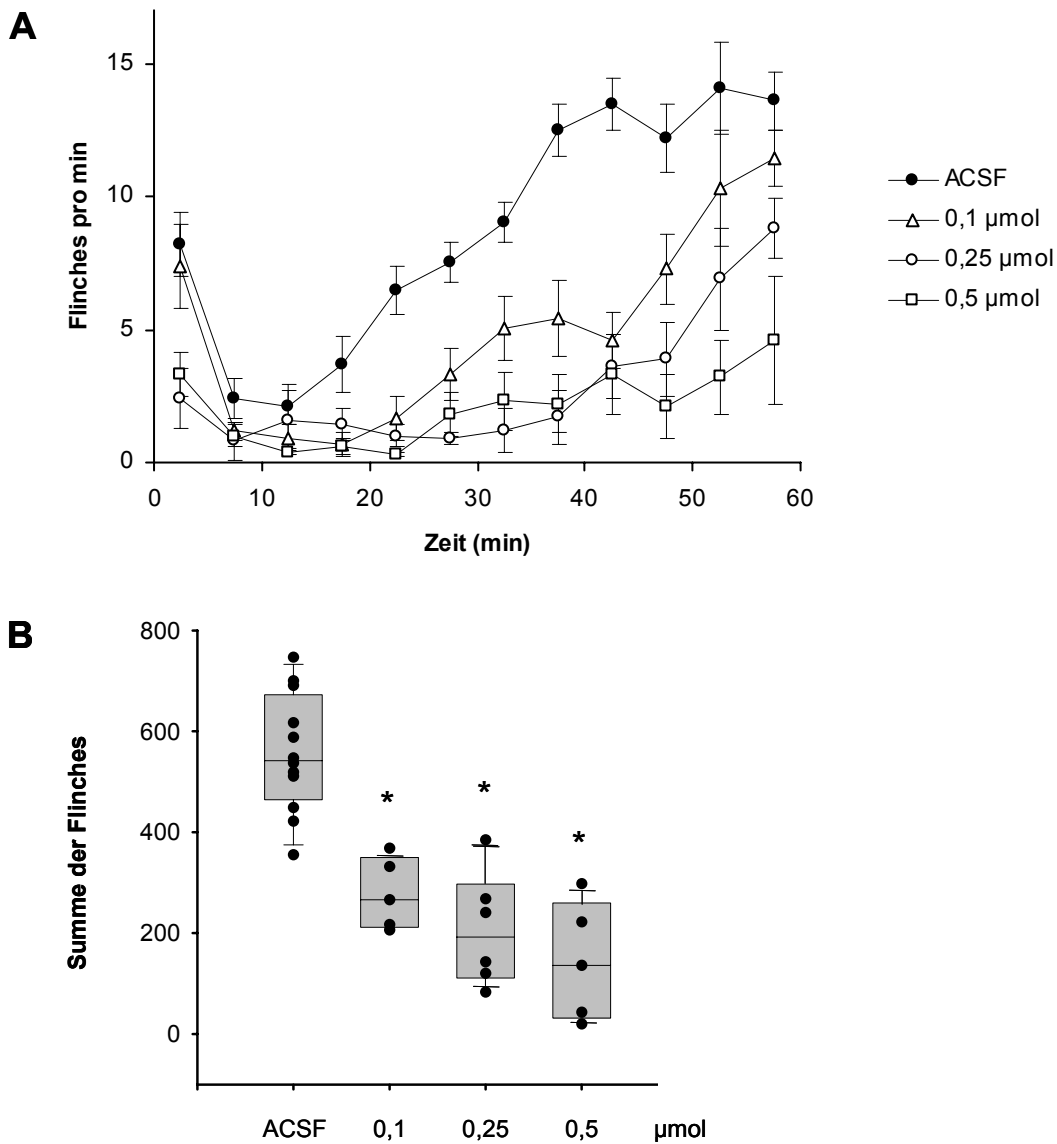 A
15
10
5
0
Flinches pro min
0 10 20 30 40 50 60
Zeit (min)
ACSF
0,1 µmol
0,25 µmol
0,5 µmol
B
800
600
400
200
0
Summe der Flinches
* * *
ACSF 0,1 0,25 0,5 µmol